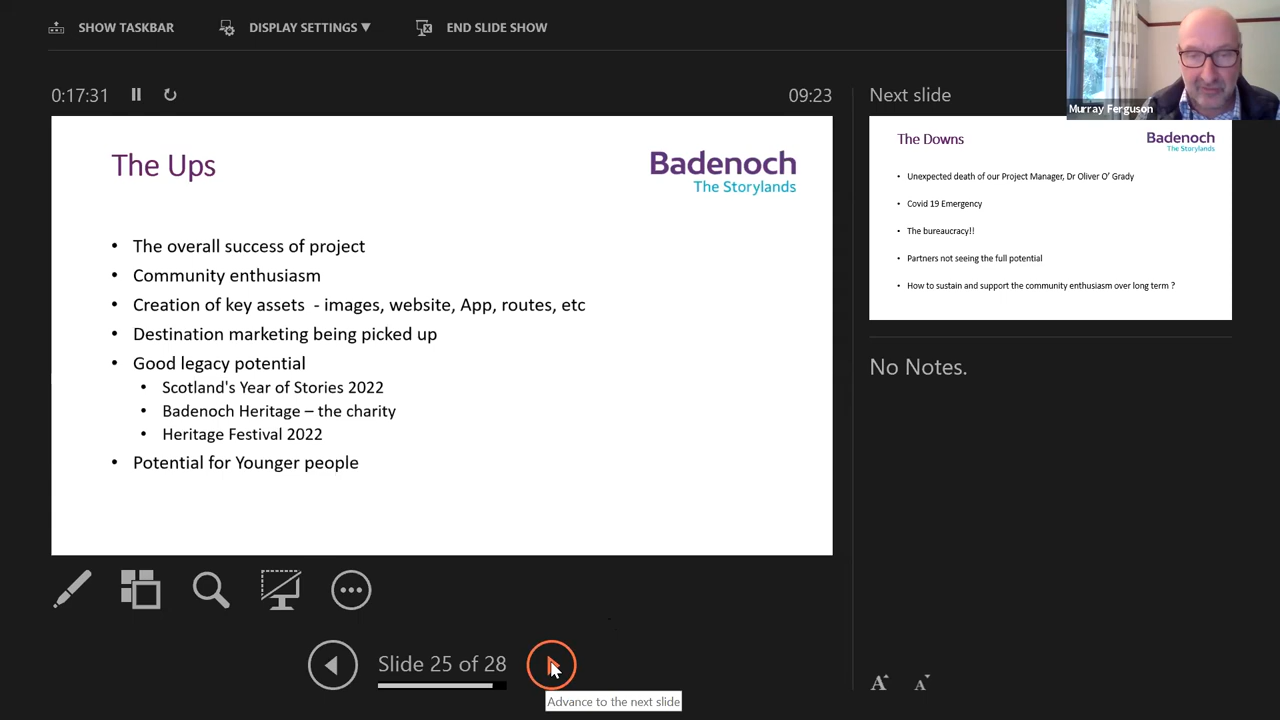 SHOW TASKBAR
DISPLAY SETTINGS ▼
END SLIDE SHOW
Murray Ferguson
0:17:31
09:23
Next slide
The Ups
Badenoch
The Storylands
• The overall success of project
• Community enthusiasm
• Creation of key assets - images, website, App, routes, etc
• Destination marketing being picked up
• Good legacy potential
• Scotland's Year of Stories 2022
• Badenoch Heritage – the charity
• Heritage Festival 2022
• Potential for Younger people
The Downs
Badenoch
The Storylands
• Unexpected death of our Project Manager, Dr Oliver O' Grady
• Covid 19 Emergency
• The bureaucracy!!
• Partners not seeing the full potential
• How to sustain and support the community enthusiasm over long term ?
No Notes.
Slide 25 of 28
Advance to the next slide
A A